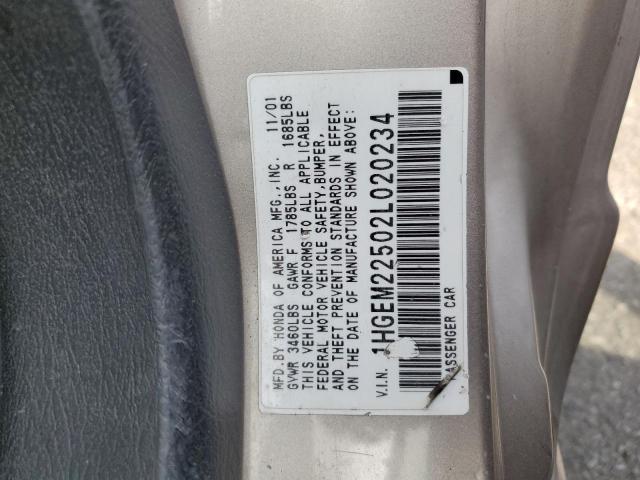 MFD.BY HONDA OF AMERICA MFG.,INC. 11/01
GVWR 3460LBS GAWR F 1785LBS R 1685LBS
THIS VEHICLE CONFORMS TO ALL APPLICABLE
FEDERAL MOTOR VEHICLE SAFETY,BUMPER,
AND THEFT PREVENTION STANDARDS IN EFFECT
ON THE DATE OF MANUFACTURE SHOWN ABOVE:
V.I.N. 1HGEM22502L020234
PASSENGER CAR